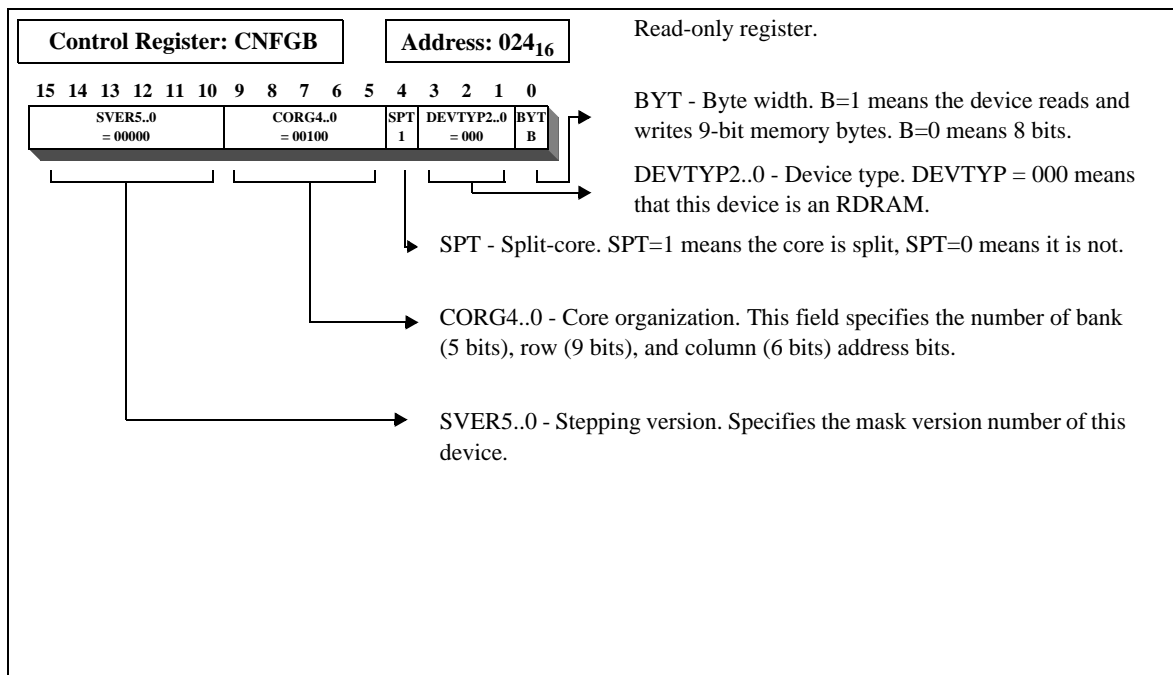 Control Register: CNFGB
Address: 024₁₆
Read-only register.
15 14 13 12 11 10 9 8 7 6 5 4 3 2 1 0
SVER5..0
= 00000
CORG4..0
= 00100
SPT
1
DEVTYP2..0
= 000
BYT
B
BYT - Byte width. B=1 means the device reads and
writes 9-bit memory bytes. B=0 means 8 bits.
DEVTYP2..0 - Device type. DEVTYP = 000 means
that this device is an RDRAM.
SPT - Split-core. SPT=1 means the core is split, SPT=0 means it is not.
CORG4..0 - Core organization. This field specifies the number of bank
(5 bits), row (9 bits), and column (6 bits) address bits.
SVER5..0 - Stepping version. Specifies the mask version number of this
device.